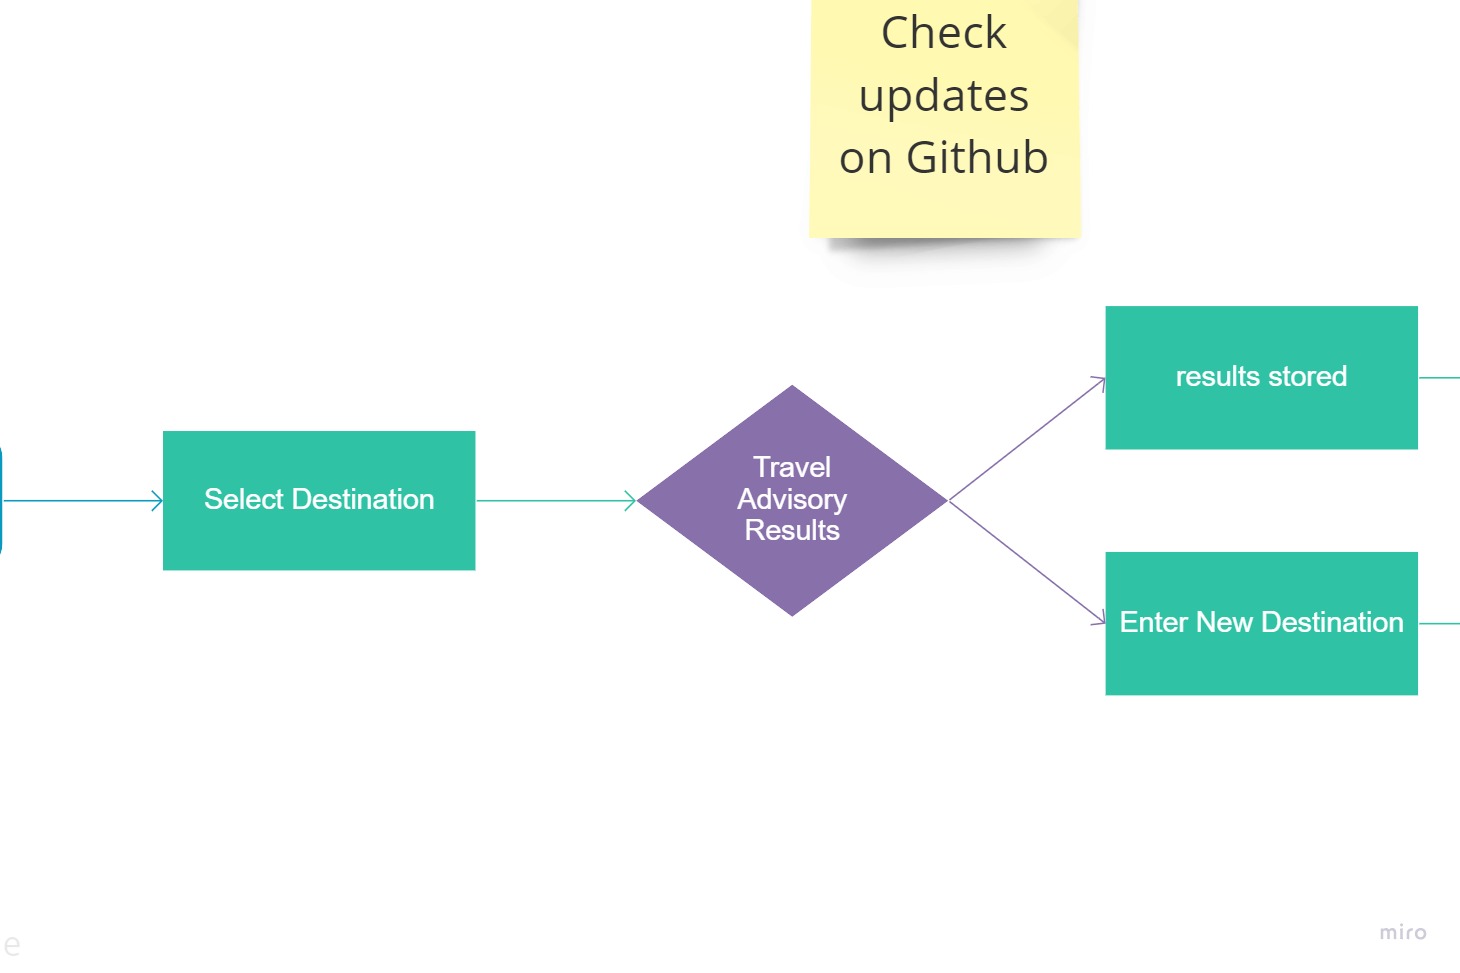 Check
updates
on Github
Select Destination
Travel
Advisory
Results
results stored
Enter New Destination
e
miro